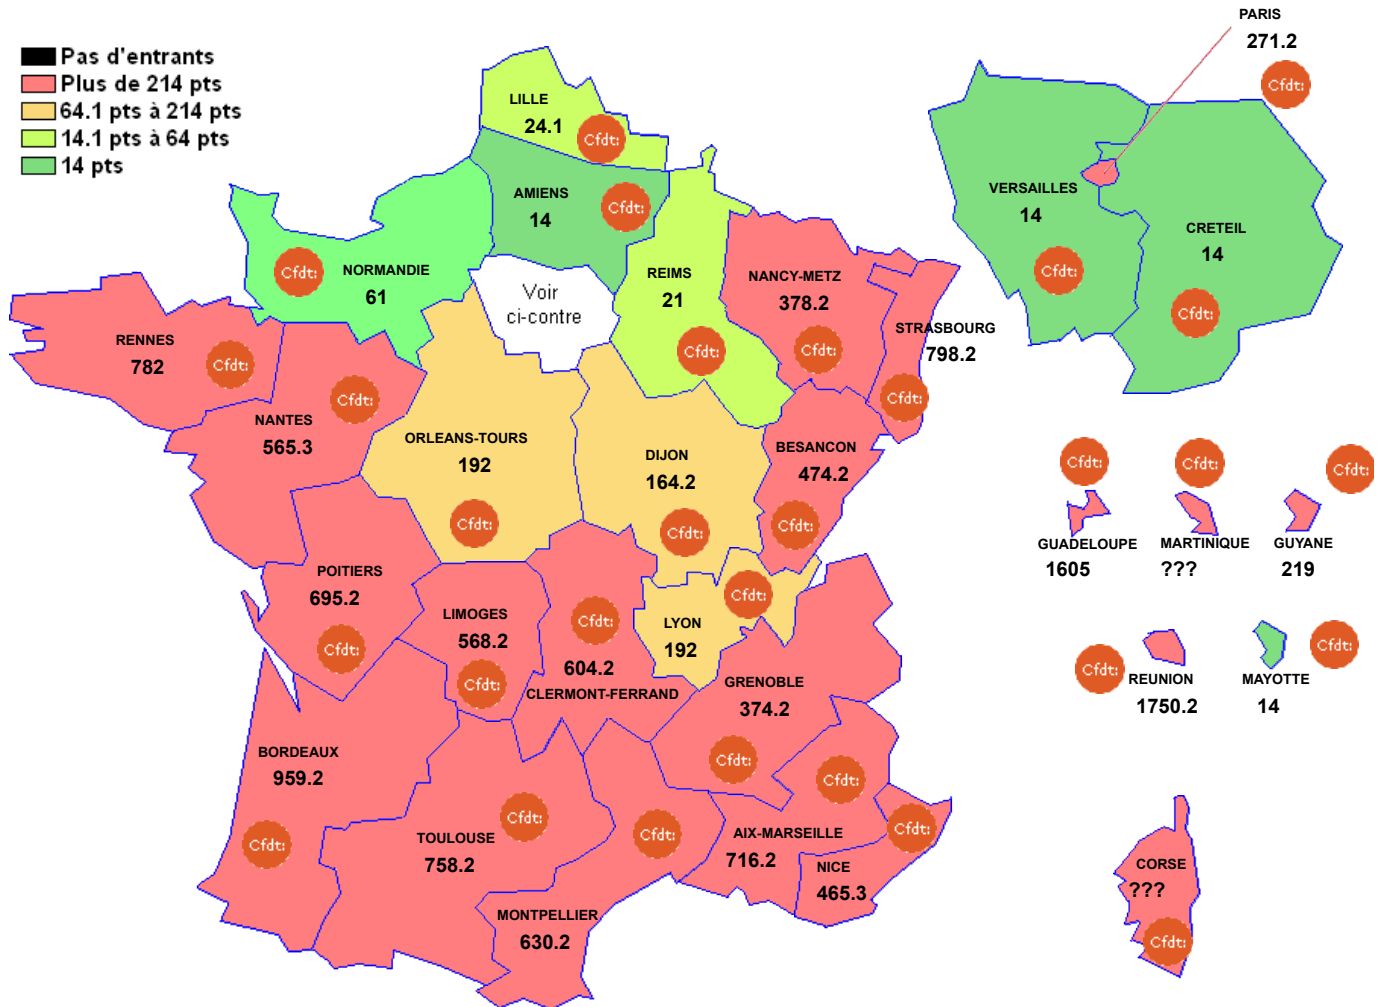 PARIS
271.2
Cfdt:
Pas d'entrants
Plus de 214 pts
64.1 pts à 214 pts
14.1 pts à 64 pts
14 pts
LILLE
24.1
Cfdt:
AMIENS
14
Cfdt:
VERSAILLES
14
Cfdt:
CRETEIL
14
Cfdt:
NORMANDIE
61
Cfdt:
Voir
ci-contre
REIMS
21
Cfdt:
NANCY-METZ
378.2
Cfdt:
STRASBOURG
798.2
Cfdt:
RENNES
782
Cfdt:
NANTES
565.3
Cfdt:
ORLEANS-TOURS
192
Cfdt:
DIJON
164.2
Cfdt:
BESANCON
474.2
Cfdt:
Cfdt:
GUADELOUPE
1605
Cfdt:
MARTINIQUE
???
Cfdt:
GUYANE
219
POITIERS
695.2
Cfdt:
LIMOGES
568.2
Cfdt:
Cfdt:
604.2
CLERMONT-FERRAND
Cfdt:
LYON
192
GRENOBLE
374.2
Cfdt:
Cfdt:
REUNION
1750.2
Cfdt:
MAYOTTE
14
BORDEAUX
959.2
Cfdt:
TOULOUSE
758.2
Cfdt:
MONTPELLIER
630.2
Cfdt:
AIX-MARSEILLE
716.2
Cfdt:
NICE
465.3
Cfdt:
CORSE
???
Cfdt: